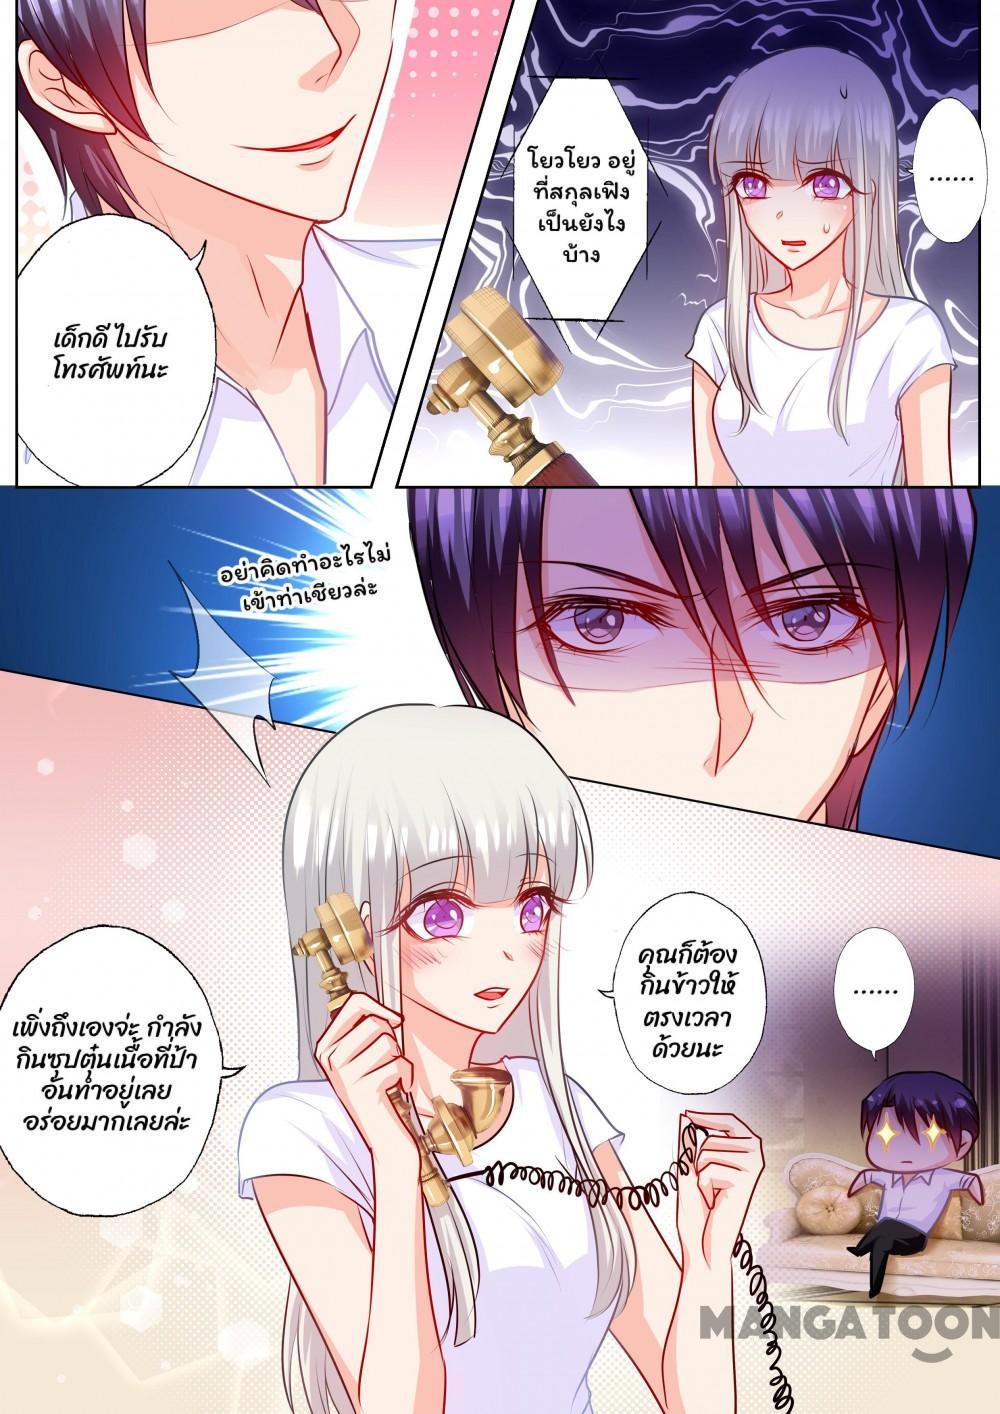 เด็กดี ไปรับ
โทรศัพท์นะ
โยวโยว อยู่
ที่สกุลเฟิง
เป็นยังไง
บ้าง
......
อย่าคิดทำอะไรไม่
เข้าท่าเชียวล่ะ
เพิ่งถึงเองจ่ะ กำลัง
กินซุปตุ๋นเนื้อที่ป้า
อันทำอยู่เลย
อร่อยมากเลยล่ะ
คุณก็ต้อง
กินข้าวให้
ตรงเวลา
ด้วยนะ
......
MANGATOON